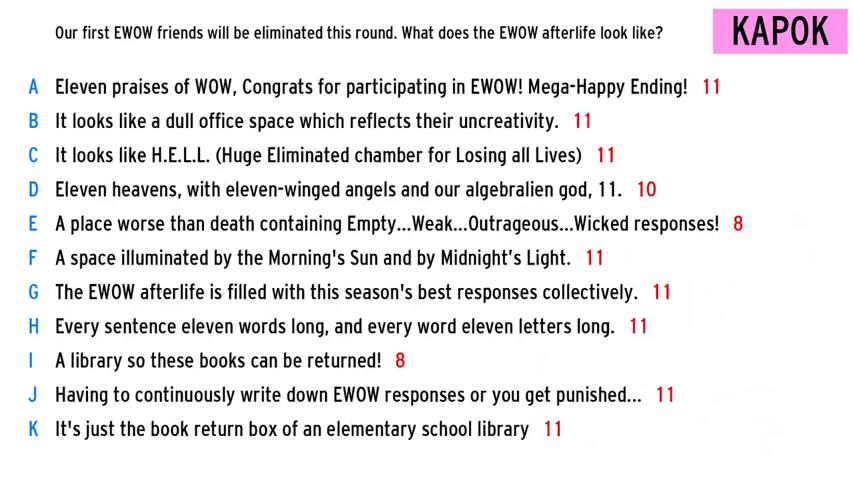 Our first EWOW friends will be eliminated this round. What does the EWOW afterlife look like?
KAPOK
A Eleven praises of WOW, Congrats for participating in EWOW! Mega-Happy Ending! 11
B It looks like a dull office space which reflects their uncreativity. 11
C It looks like H.E.L.L. (Huge Eliminated chamber for Losing all Lives) 11
D Eleven heavens, with eleven-winged angels and our algebralien god, 11. 10
E A place worse than death containing Empty...Weak...Outrageous...Wicked responses! 8
F A space illuminated by the Morning's Sun and by Midnight's Light. 11
G The EWOW afterlife is filled with this season's best responses collectively. 11
H Every sentence eleven words long, and every word eleven letters long. 11
I A library so these books can be returned! 8
J Having to continuously write down EWOW responses or you get punished... 11
K It's just the book return box of an elementary school library 11